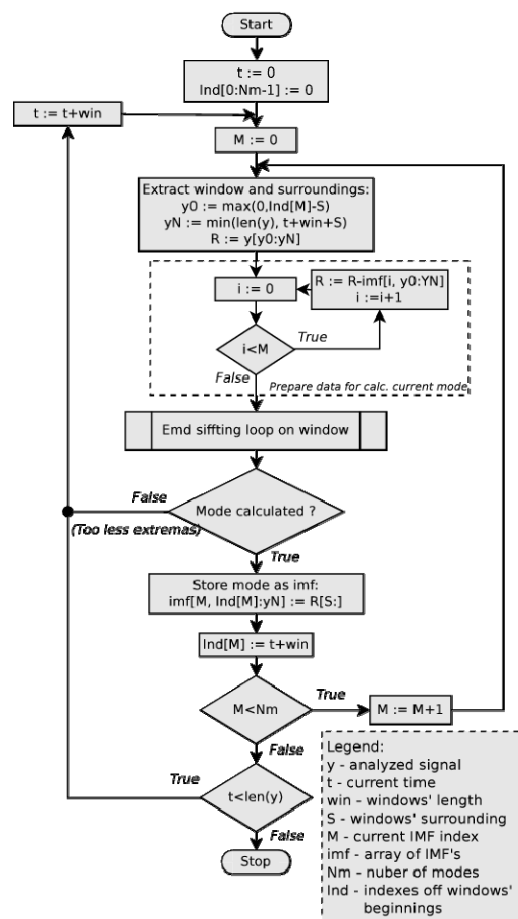 Start
t := 0
Ind[0:Nm-1] := 0
t := t+win
M := 0
Extract window and surroundings:
y0 := max(0,Ind[M]-S)
yN := min(len(y), t+win+S)
R := y[y0:yN]
i := 0
R := R-imf[i, y0:YN]
i :=i+1
i<M
True
False
Prepare data for calc. current mode
Emd siffting loop on window
Mode calculated ?
False
(Too less extremas)
True
Store mode as imf:
imf[M, Ind[M]:yN] := R[S:]
Ind[M] := t+win
M<Nm
True
M := M+1
False
t<len(y)
True
False
Stop
Legend:
y - analyzed signal
t - current time
win - windows' length
S - windows' surrounding
M - current IMF index
imf - array of IMF's
Nm - nuber of modes
Ind - indexes off windows'
beginnings